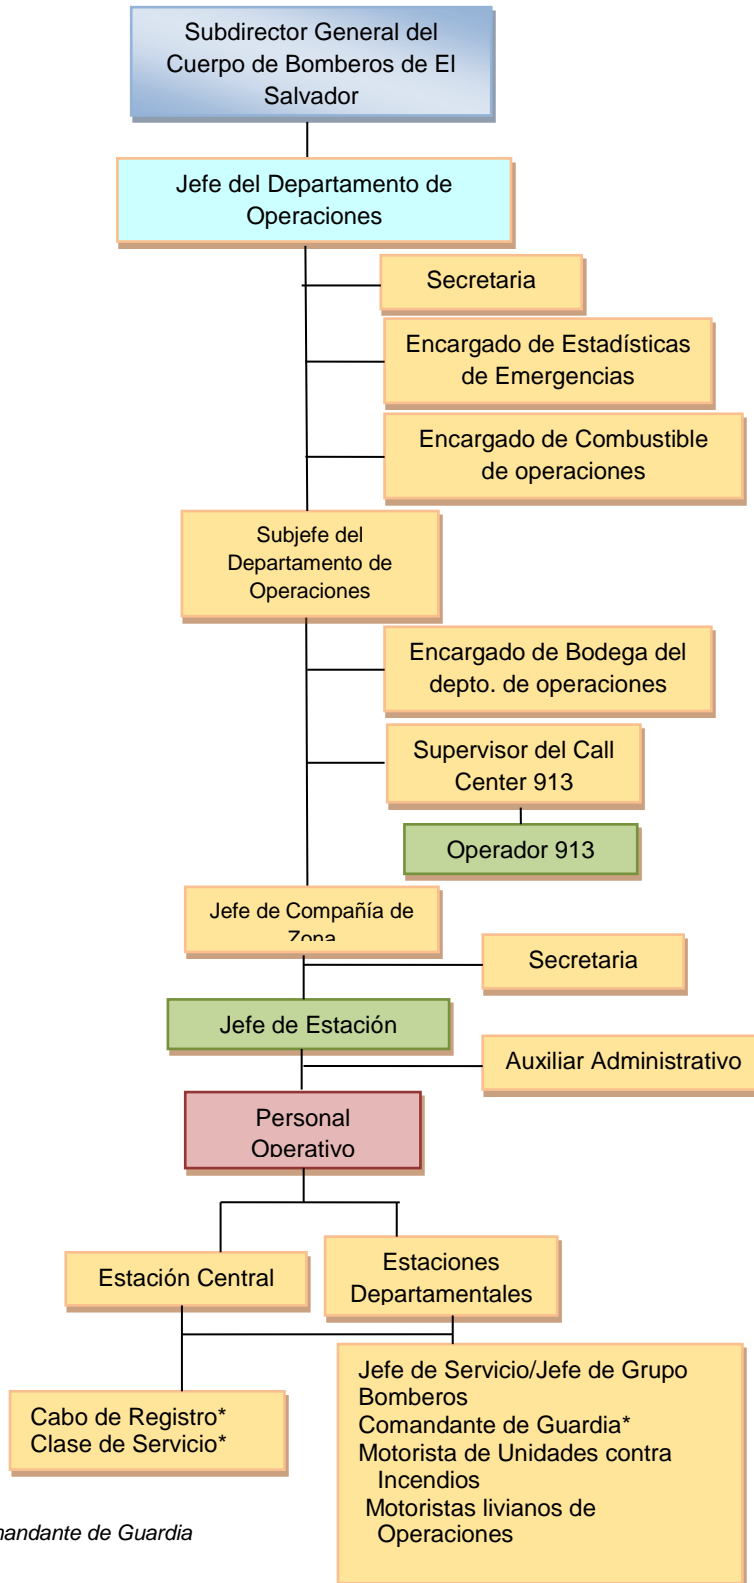 Subdirector General del
Cuerpo de Bomberos de El
Salvador
Jefe del Departamento de
Operaciones
Secretaria
Encargado de Estadísticas
de Emergencias
Encargado de Combustible
de operaciones
Subjefe del
Departamento de
Operaciones
Encargado de Bodega del
depto. de operaciones
Supervisor del Call
Center 913
Operador 913
Jefe de Compañía de
Zona
Secretaria
Jefe de Estación
Auxiliar Administrativo
Personal
Operativo
Estación Central
Estaciones
Departamentales
Cabo de Registro*
Clase de Servicio*
Jefe de Servicio/Jefe de Grupo
Bomberos
Comandante de Guardia*
Motorista de Unidades contra
Incendios
Motoristas livianos de
Operaciones
de Guardia